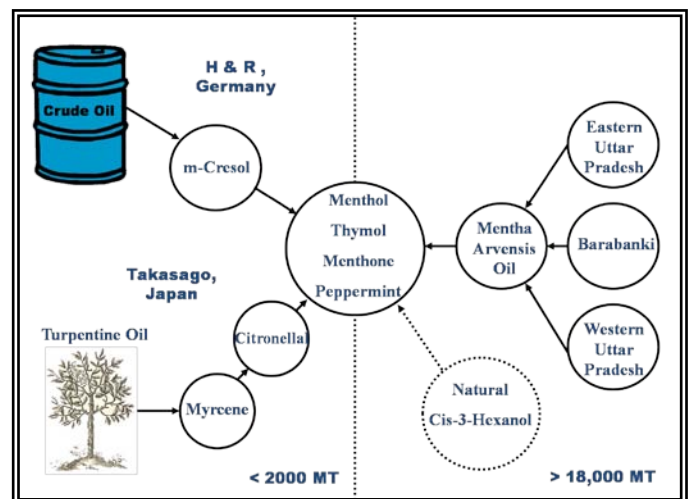 H & R ,
Germany
Crude Oil
m-Cresol
Menthol
Thymol
Menthone
Peppermint
Eastern
Uttar
Pradesh
Mentha
Arvensis
Oil
Barabanki
Western
Uttar
Pradesh
Takasago,
Japan
Turpentine Oil
Citronellal
Myrcene
Natural
Cis-3-Hexanol
< 2000 MT
> 18,000 MT